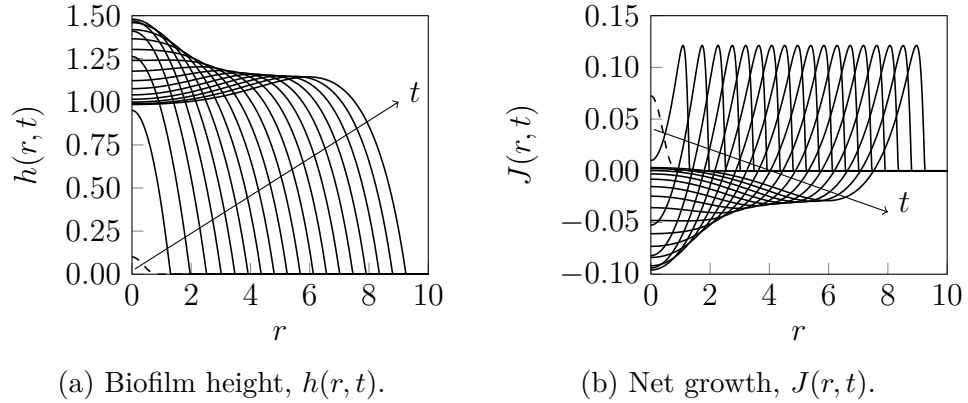 1.50
1.25
1.00
0.75
0.50
0.25
0.00
h(r, t)
t
0 2 4 6 8 10
r
(a) Biofilm height, h(r, t).
0.15
0.10
0.05
0.00
−0.05
−0.10
J(r, t)
t
0 2 4 6 8 10
r
(b) Net growth, J(r, t).